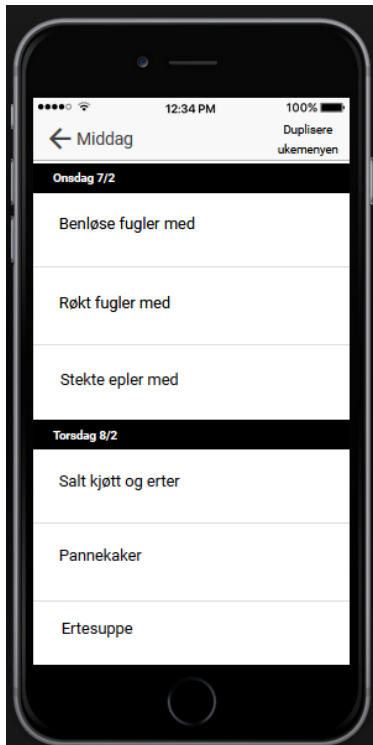 12:34 PM
100%
Middag
Duplisere
ukemenyen
Onsdag 7/2
Benløse fugler med
Røkt fugler med
Stekte epler med
Torsdag 8/2
Salt kjøtt og erter
Pannekaker
Ertesuppe